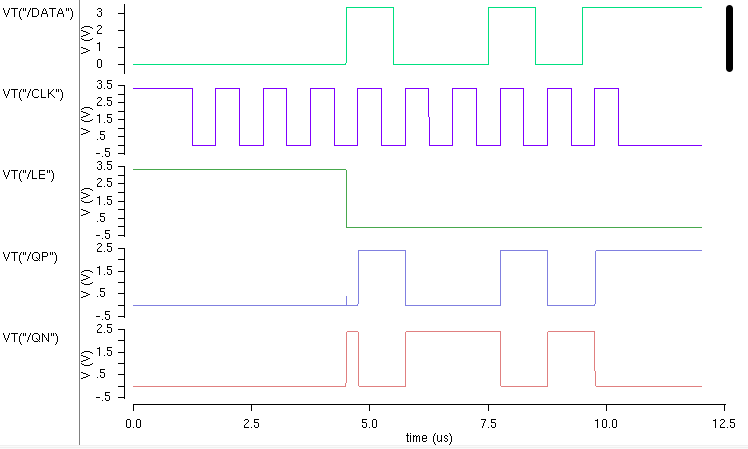 VT("/DATA")
V (V)
3
2
1
0
VT("/CLK")
V (V)
3.5
2.5
1.5
.5
-.5
VT("/LE")
V (V)
3.5
2.5
1.5
.5
-.5
VT("/QP")
V (V)
2.5
1.5
.5
-.5
VT("/QN")
V (V)
2.5
1.5
.5
-.5
0.0 2.5 5.0 7.5 10.0 12.5
time (us)